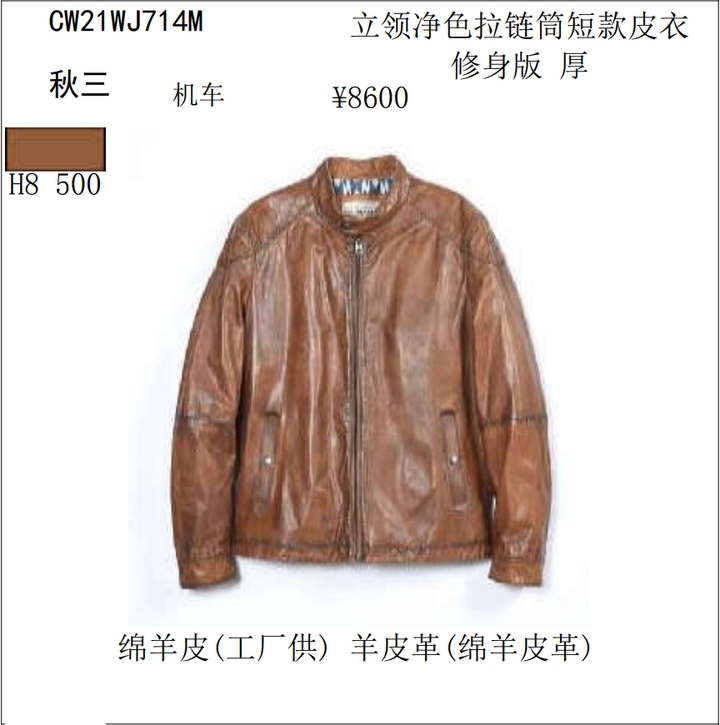 CW21WJ714M
立领净色拉链筒短款皮衣
修身版 厚
秋三
机车
¥8600
H8 500
绵羊皮(工厂供) 羊皮革(绵羊皮革)